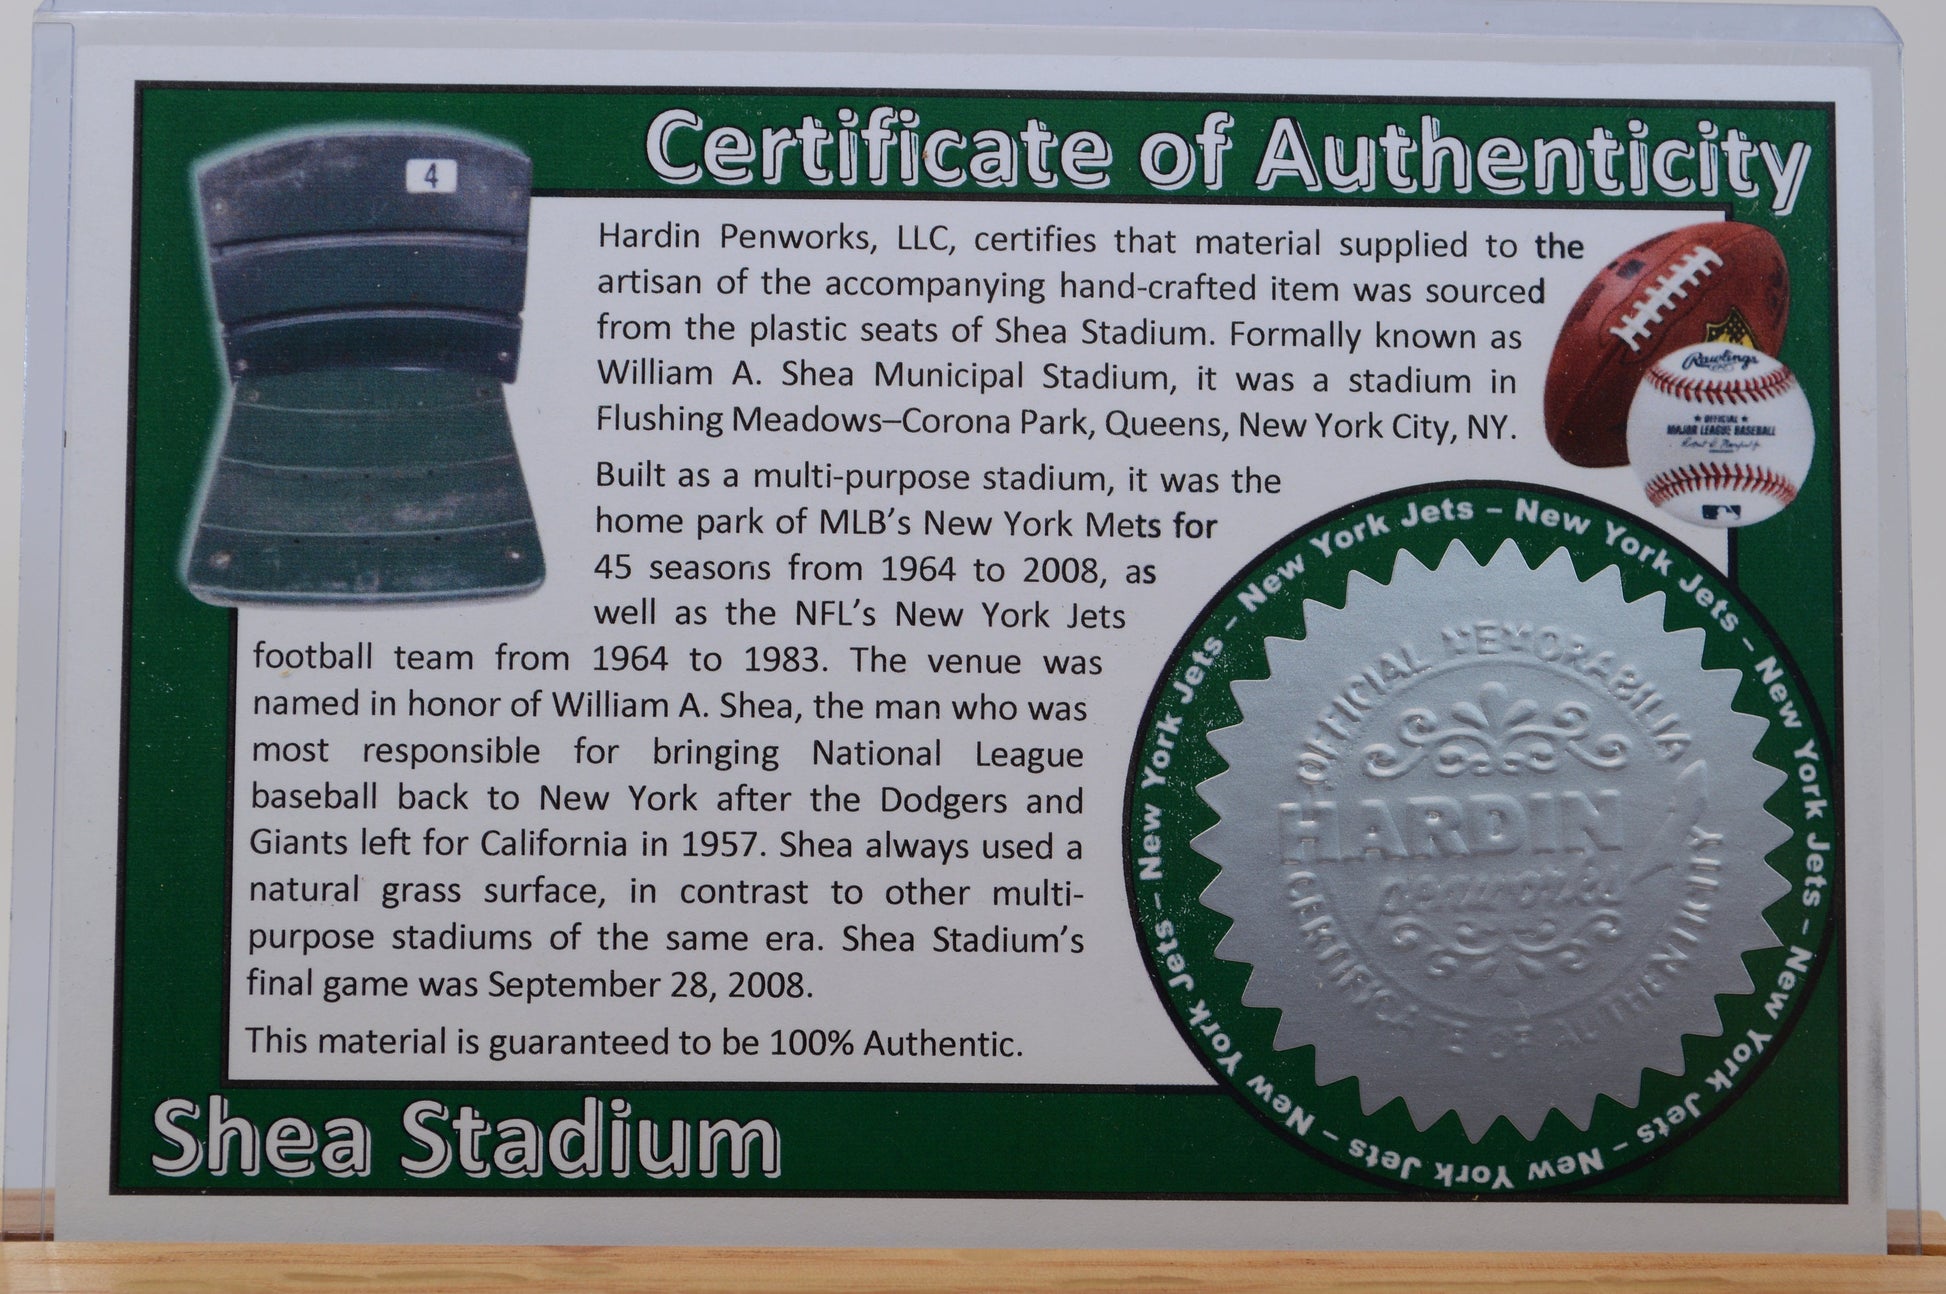 Certificate of Authenticity
4
Hardin Penworks, LLC, certifies that material supplied to the
artisan of the accompanying hand-crafted item was sourced
from the plastic seats of Shea Stadium. Formally known as
William A. Shea Municipal Stadium, it was a stadium in
Flushing Meadows–Corona Park, Queens, New York City, NY.
Rawlings
★ OFFICIAL ★
MAJOR LEAGUE BASEBALL
Built as a multi-purpose stadium, it was the
home park of MLB's New York Mets for
45 seasons from 1964 to 2008, as
well as the NFL's New York Jets
football team from 1964 to 1983. The venue was
named in honor of William A. Shea, the man who was
most responsible for bringing National League
baseball back to New York after the Dodgers and
Giants left for California in 1957. Shea always used a
natural grass surface, in contrast to other multi-
purpose stadiums of the same era. Shea Stadium's
final game was September 28, 2008.
This material is guaranteed to be 100% Authentic.
New York Jets – New York Jets – New York Jets – New York Jets – New York Jets – New York Jets – New York Jets – New York Jets –
OFFICIAL MEMORABILIA
HARDIN
penworks
CERTIFICATE OF AUTHENTICITY
Shea Stadium